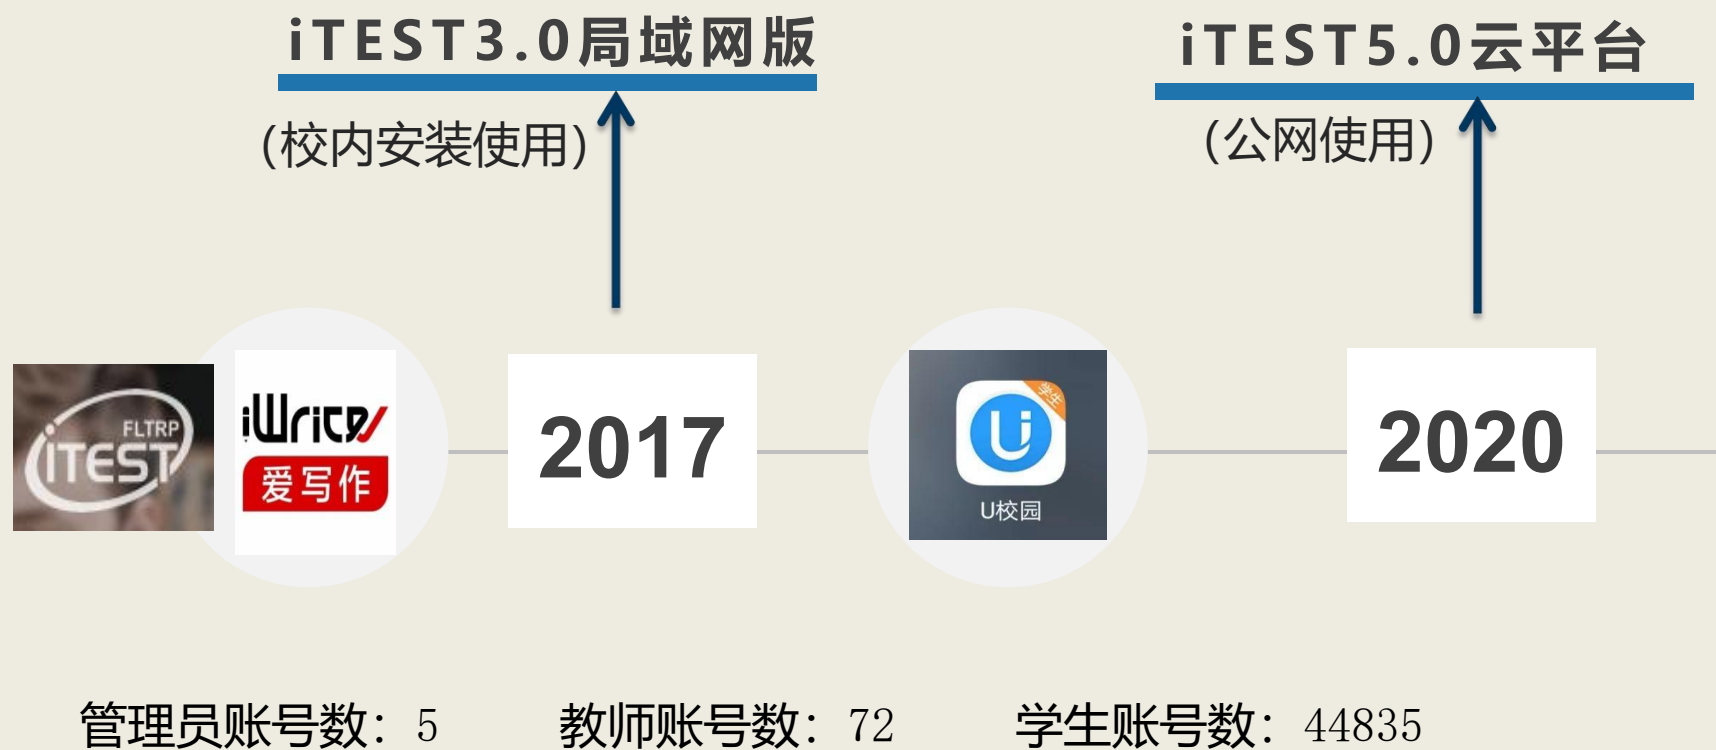 iTEST3.0局域网版
（校内安装使用）
iTEST5.0云平台
（公网使用）
FLTRP
iTEST
iWrite
爱写作
2017
学生
U
U校园
2020
管理员账号数：5 教师账号数：72 学生账号数：44835